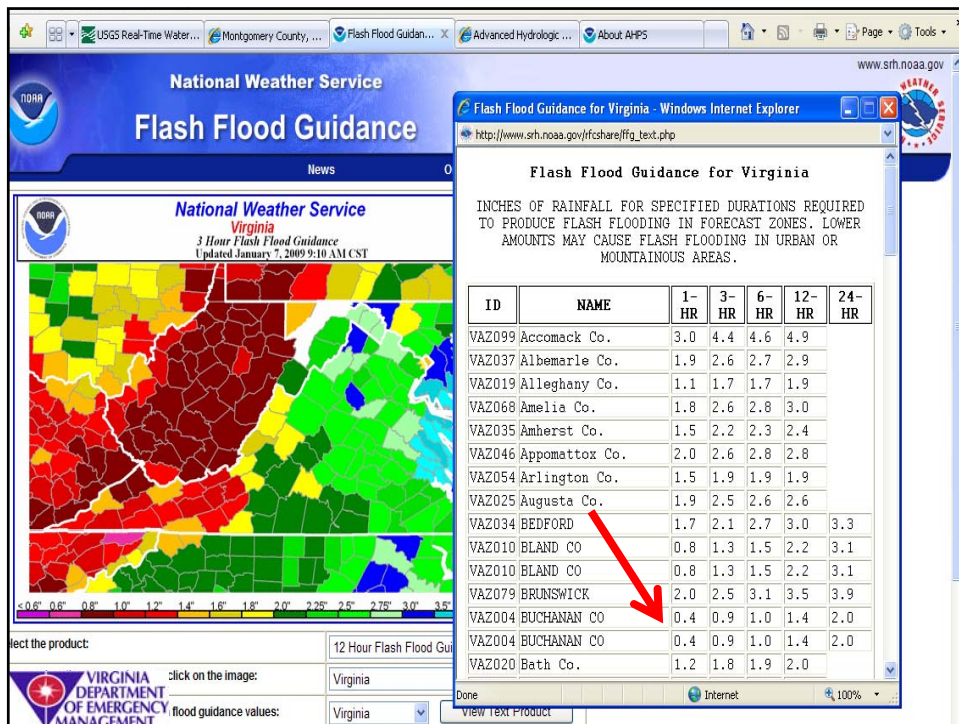 USGS Real-Time Water...
Montgomery County, ...
Flash Flood Guidan... X
Advanced Hydrologic ...
About AHPS
Page
Tools
www.srh.noaa.gov
NOAA
National Weather Service
Flash Flood Guidance
News
O
National Weather Service
Virginia
3 Hour Flash Flood Guidance
Updated January 7, 2009 9:10 AM CST
< 0.6" 0.6" 0.8" 1.0" 1.2" 1.4" 1.6" 1.8" 2.0" 2.25" 2.5" 2.75" 3.0" 3.5"
lect the product:
12 Hour Flash Flood Gui
click on the image:
Virginia
flood guidance values:
Virginia
View Text Product
VIRGINIA
DEPARTMENT
OF EMERGENCY
MANAGEMENT
Flash Flood Guidance for Virginia - Windows Internet Explorer
http://www.srh.noaa.gov/rfcshare/ffg_text.php
Flash Flood Guidance for Virginia
INCHES OF RAINFALL FOR SPECIFIED DURATIONS REQUIRED
TO PRODUCE FLASH FLOODING IN FORECAST ZONES. LOWER
AMOUNTS MAY CAUSE FLASH FLOODING IN URBAN OR
MOUNTAINOUS AREAS.
ID NAME 1-HR 3-HR 6-HR 12-HR 24-HR
VAZ099 Accomack Co. 3.0 4.4 4.6 4.9
VAZ037 Albemarle Co. 1.9 2.6 2.7 2.9
VAZ019 Alleghany Co. 1.1 1.7 1.7 1.9
VAZ068 Amelia Co. 1.8 2.6 2.8 3.0
VAZ035 Amherst Co. 1.5 2.2 2.3 2.4
VAZ046 Appomattox Co. 2.0 2.6 2.8 2.8
VAZ054 Arlington Co. 1.5 1.9 1.9 1.9
VAZ025 Augusta Co. 1.9 2.5 2.6 2.6
VAZ034 BEDFORD 1.7 2.1 2.7 3.0 3.3
VAZ010 BLAND CO 0.8 1.3 1.5 2.2 3.1
VAZ010 BLAND CO 0.8 1.3 1.5 2.2 3.1
VAZ079 BRUNSWICK 2.0 2.5 3.1 3.5 3.9
VAZ004 BUCHANAN CO 0.4 0.9 1.0 1.4 2.0
VAZ004 BUCHANAN CO 0.4 0.9 1.0 1.4 2.0
VAZ020 Bath Co. 1.2 1.8 1.9 2.0
Done
Internet
100%